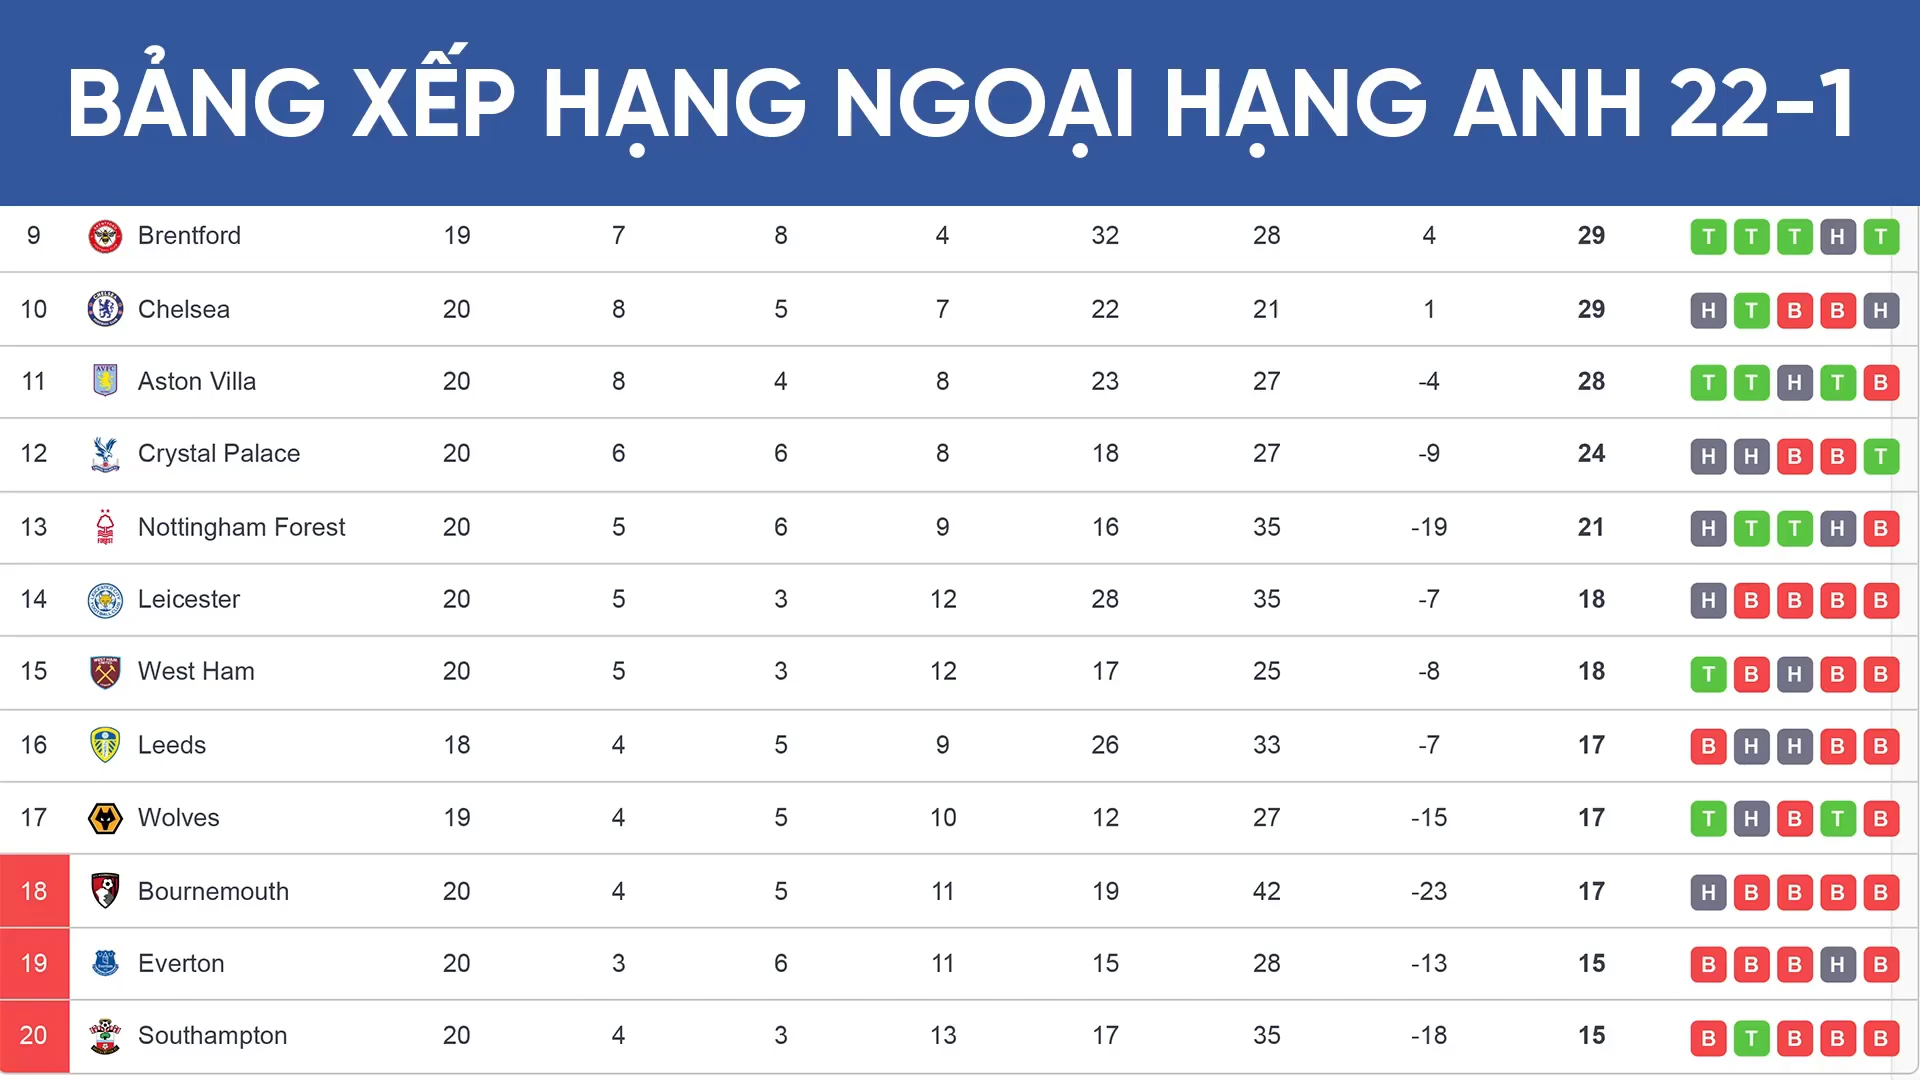 BẢNG XẾP HẠNG NGOẠI HẠNG ANH 22-1
9 Brentford 19 7 8 4 32 28 4 29 T T T H T
10 Chelsea 20 8 5 7 22 21 1 29 H T B B H
11 Aston Villa 20 8 4 8 23 27 -4 28 T T H T B
12 Crystal Palace 20 6 6 8 18 27 -9 24 H H B B T
13 Nottingham Forest 20 5 6 9 16 35 -19 21 H T T H B
14 Leicester 20 5 3 12 28 35 -7 18 H B B B B
15 West Ham 20 5 3 12 17 25 -8 18 T B H B B
16 Leeds 18 4 5 9 26 33 -7 17 B H H B B
17 Wolves 19 4 5 10 12 27 -15 17 T H B T B
18 Bournemouth 20 4 5 11 19 42 -23 17 H B B B B
19 Everton 20 3 6 11 15 28 -13 15 B B B H B
20 Southampton 20 4 3 13 17 35 -18 15 B T B B B